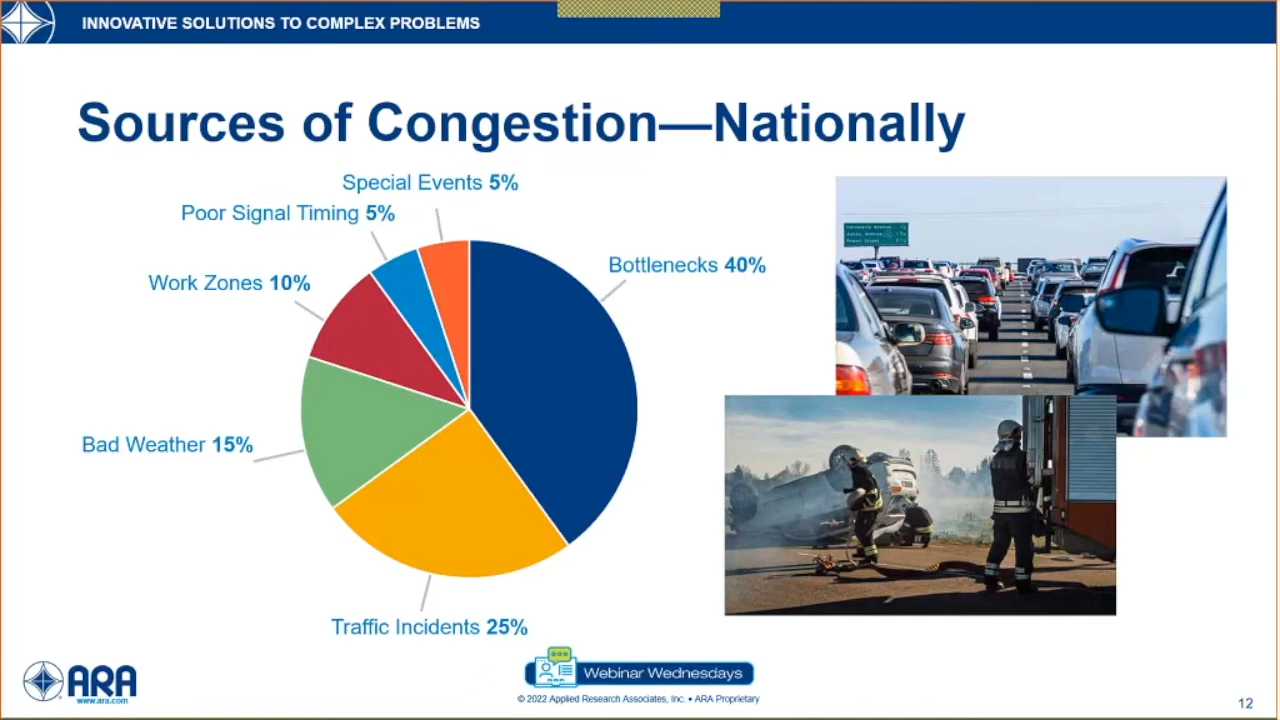 INNOVATIVE SOLUTIONS TO COMPLEX PROBLEMS
Sources of Congestion—Nationally
Special Events 5%
Poor Signal Timing 5%
Bottlenecks 40%
Work Zones 10%
Bad Weather 15%
Traffic Incidents 25%
ARA
www.ara.com
Webinar Wednesdays
© 2022 Applied Research Associates, Inc. • ARA Proprietary
12